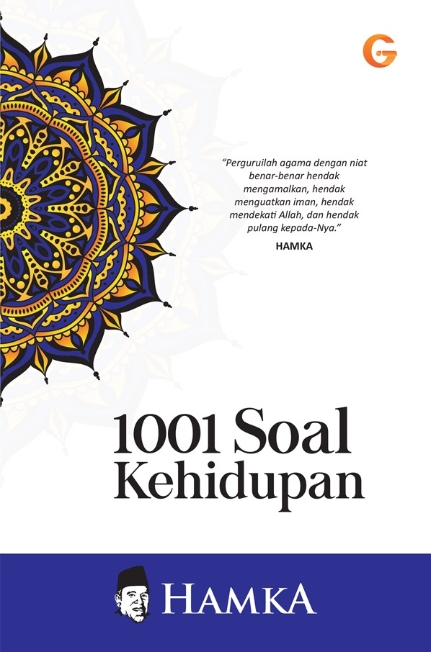 G
“Perguruilah agama dengan niat
benar-benar hendak
mengamalkan, hendak
menguatkan iman, hendak
mendekati Allah, dan hendak
pulang kepada-Nya.”
HAMKA
1001 Soal
Kehidupan
HAMKA